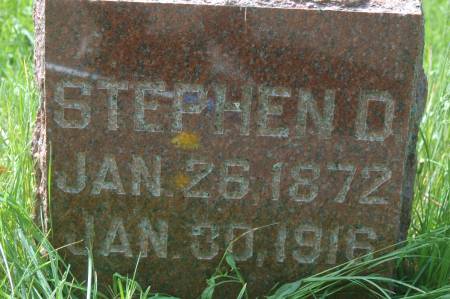 STEPHEN D
JAN. 26, 1872
JAN. 30, 1916